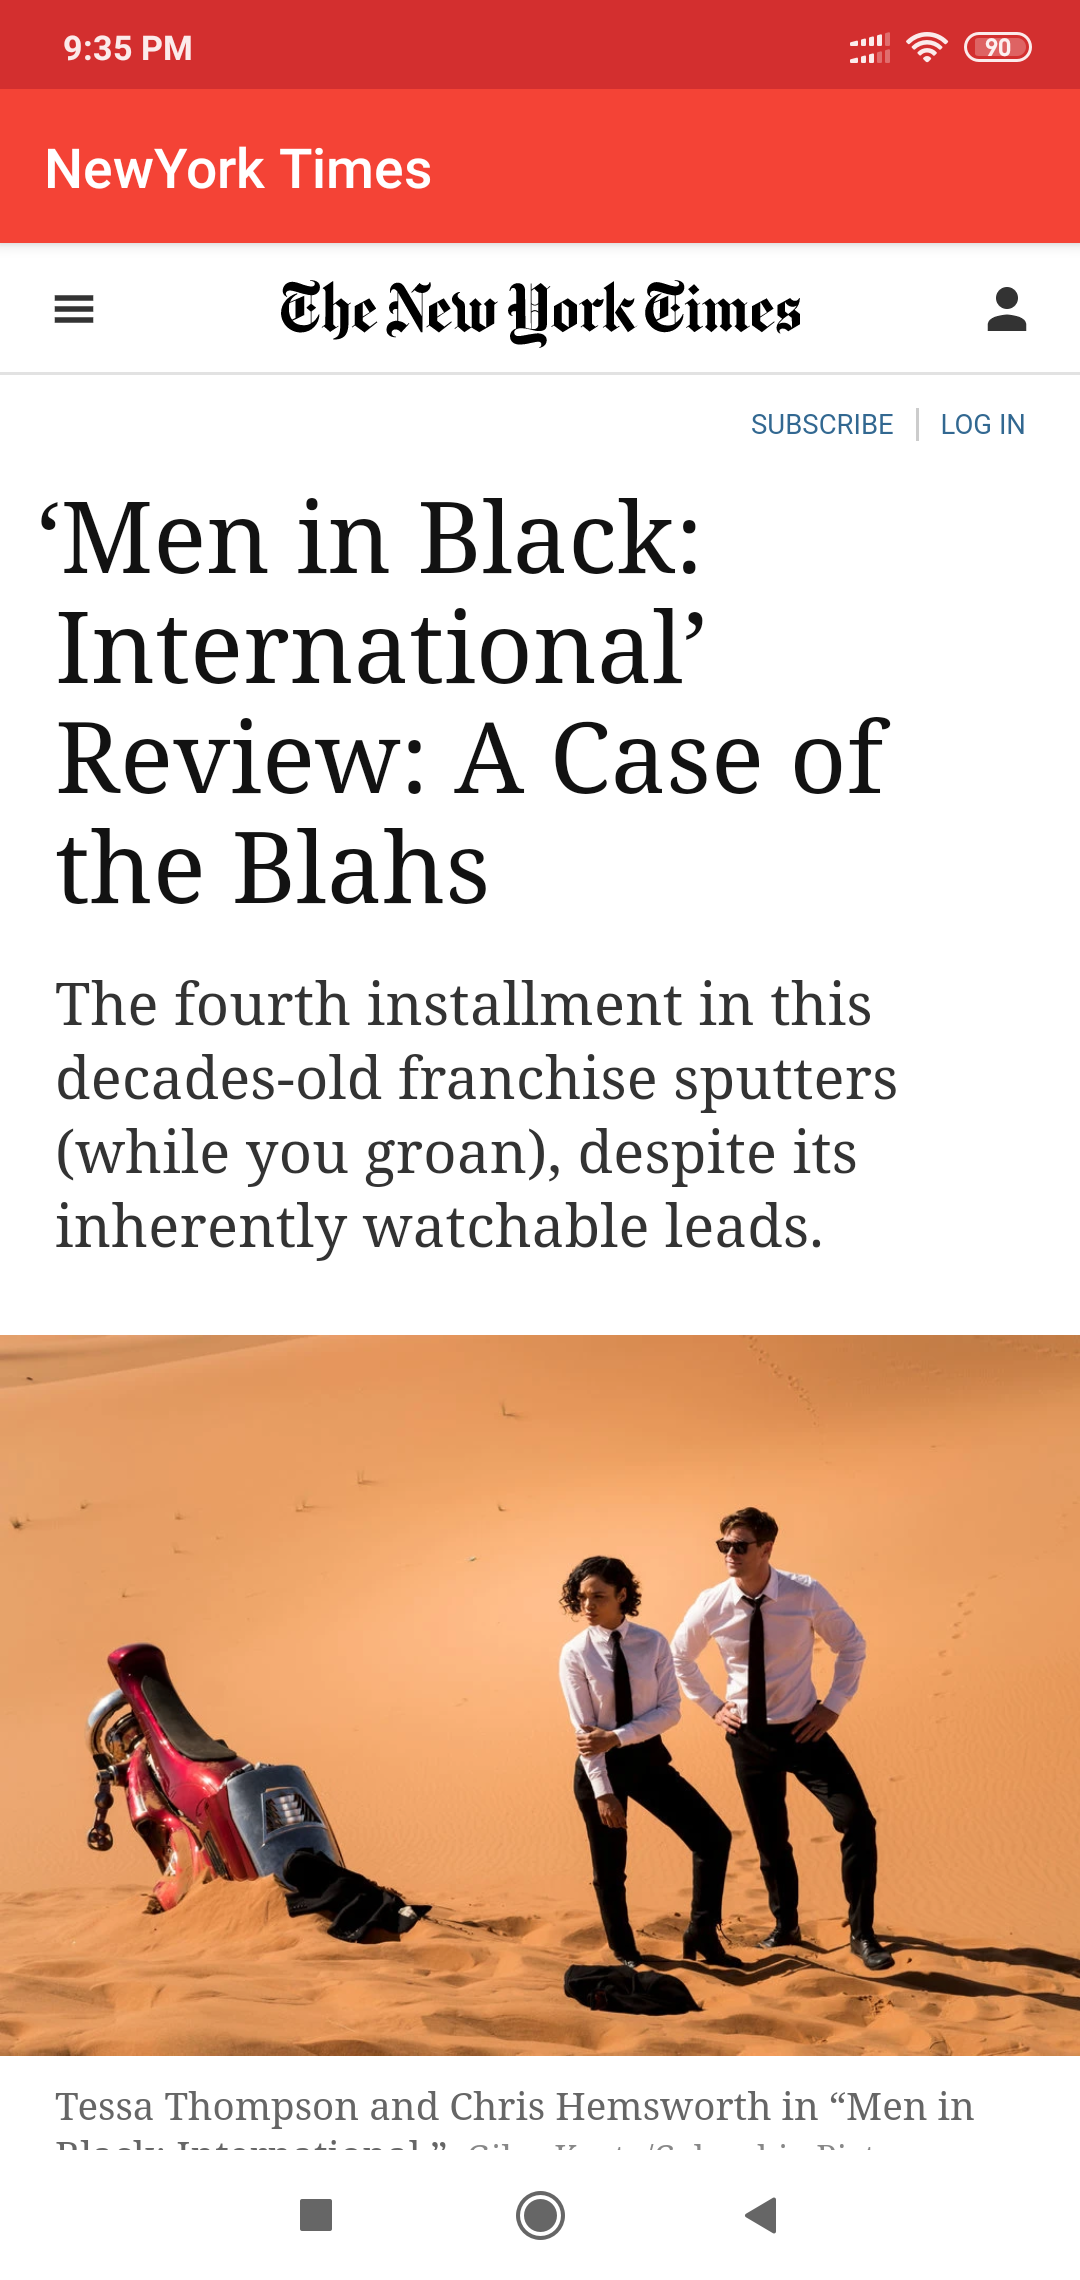 9:35 PM
90
NewYork Times
The New York Times
SUBSCRIBE
LOG IN
‘Men in Black:
International’
Review: A Case of
the Blahs
The fourth installment in this
decades-old franchise sputters
(while you groan), despite its
inherently watchable leads.
Tessa Thompson and Chris Hemsworth in “Men in
Black: International.”